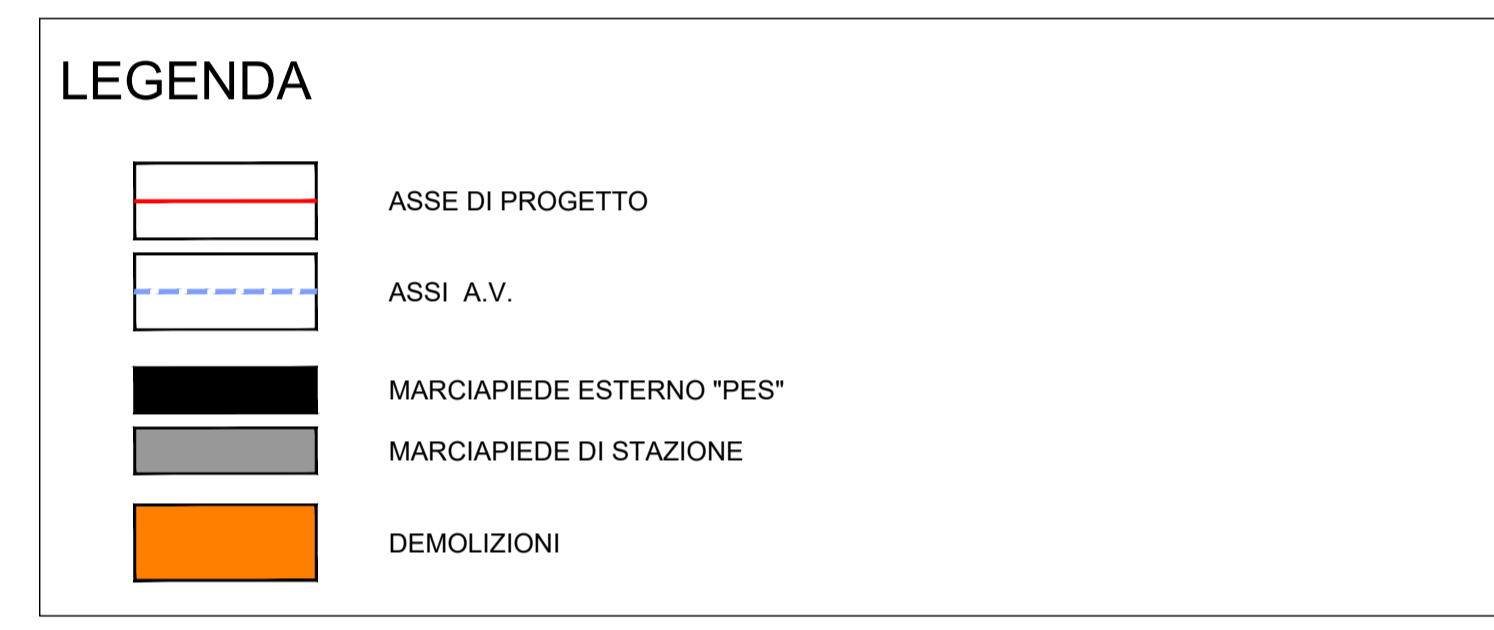 LEGENDA
ASSE DI PROGETTO
ASSI A.V.
MARCIAPIEDE ESTERNO "PES"
MARCIAPIEDE DI STAZIONE
DEMOLIZIONI